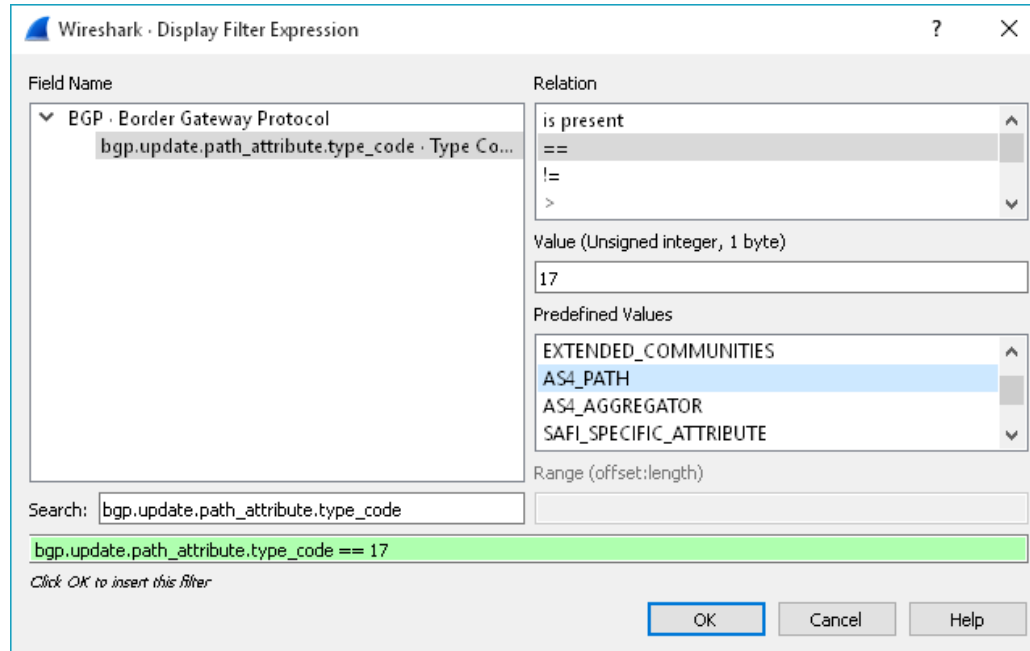 Wireshark · Display Filter Expression
?
Field Name
BGP · Border Gateway Protocol
bgp.update.path_attribute.type_code · Type Co...
Relation
is present
==
!=
>
Value (Unsigned integer, 1 byte)
17
Predefined Values
EXTENDED_COMMUNITIES
AS4_PATH
AS4_AGGREGATOR
SAFI_SPECIFIC_ATTRIBUTE
Range (offset:length)
Search: bgp.update.path_attribute.type_code
bgp.update.path_attribute.type_code == 17
Click OK to insert this filter
OK Cancel Help